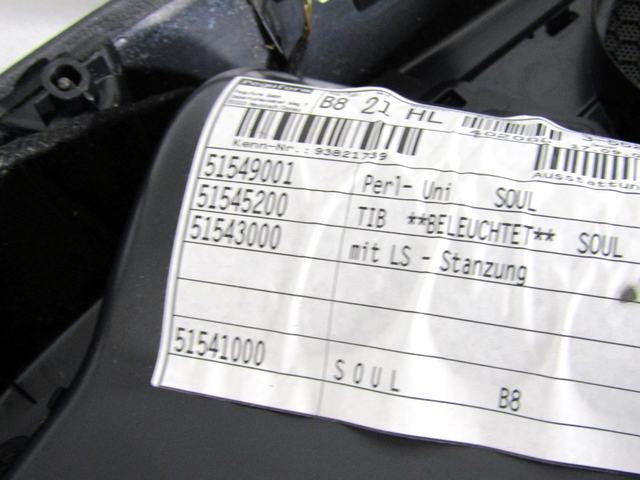 B8 21 HL
Kenn-Nr.: 93821739
Ausstattun
51549001 Perl- Uni SOUL
51545200 TIB **BELEUCHTET** SOUL
51543000 mit LS - Stanzung
51541000 SOUL B8